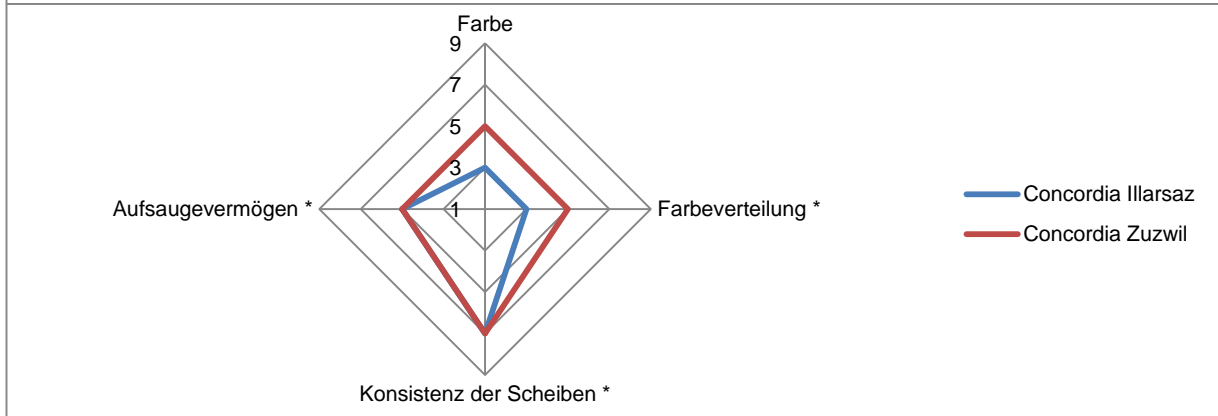 Farbe
9
7
5
3
1
Aufsaugevermögen *
Farbeverteilung *
Konsistenz der Scheiben *
Concordia Illarsaz
Concordia Zuzwil